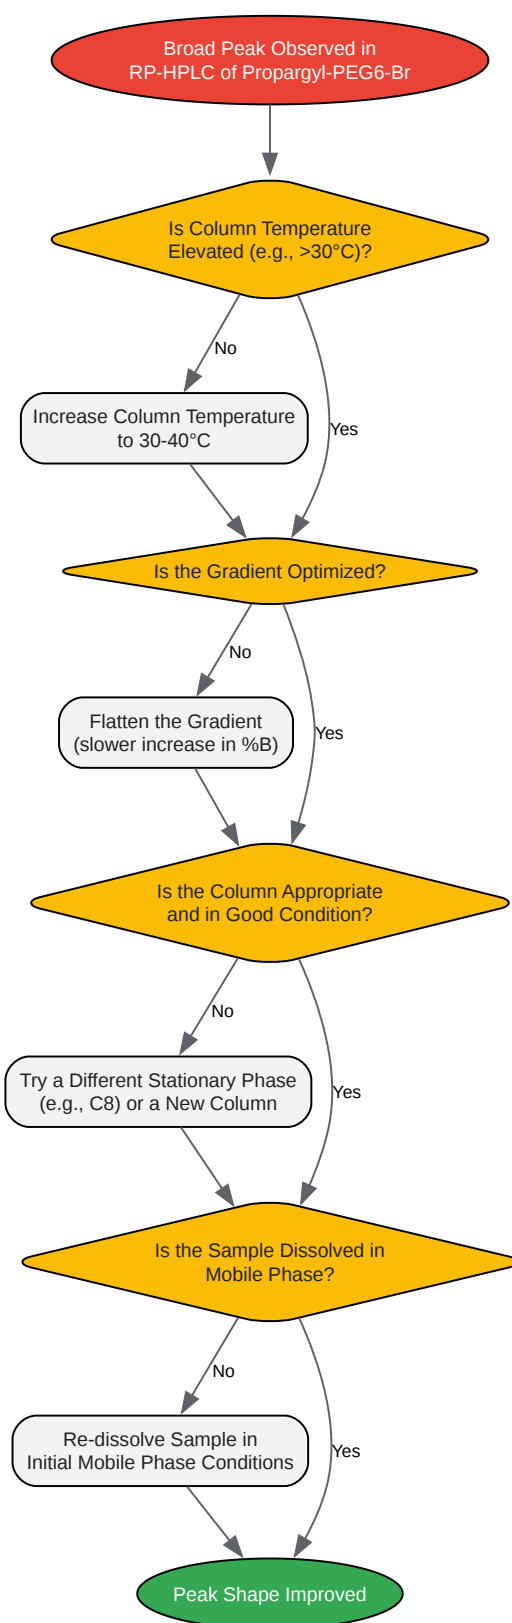 Broad Peak Observed in
RP-HPLC of Propargyl-PEG6-Br
Is Column Temperature
Elevated (e.g., >30°C)?
No
Increase Column Temperature
to 30-40°C
Yes
Is the Gradient Optimized?
No
Flatten the Gradient
(slower increase in %B)
Yes
Is the Column Appropriate
and in Good Condition?
No
Try a Different Stationary Phase
(e.g., C8) or a New Column
Yes
Is the Sample Dissolved in
Mobile Phase?
No
Re-dissolve Sample in
Initial Mobile Phase Conditions
Yes
Peak Shape Improved